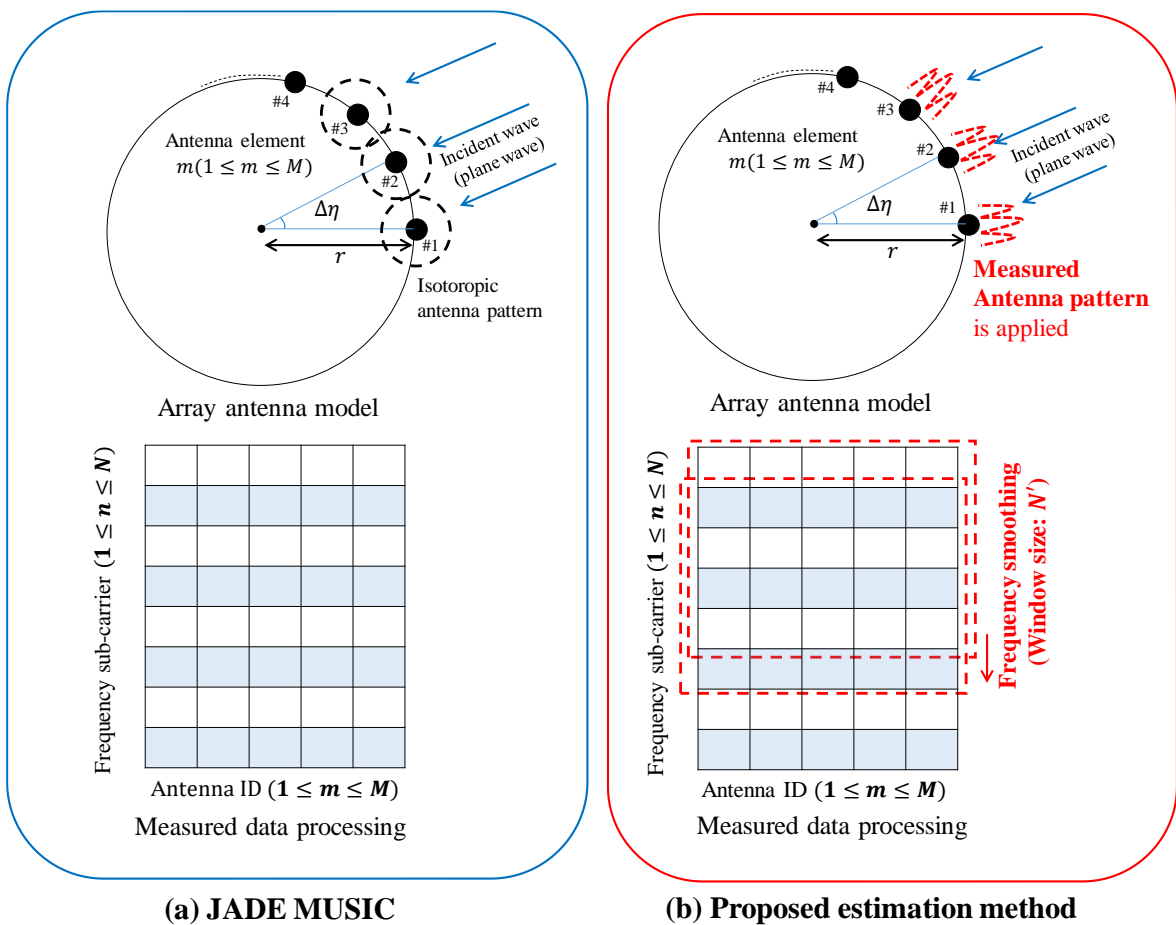 #4
#3
#2
#1
Antenna element
𝑚(1 ≤ 𝑚 ≤ 𝑀)
Incident wave
(plane wave)
Δ𝜂
𝑟
Isotoropic
antenna pattern
Array antenna model
Frequency sub-carrier (𝟏 ≤ 𝒏 ≤ 𝑵)
Antenna ID (𝟏 ≤ 𝒎 ≤ 𝑴)
Measured data processing
(a) JADE MUSIC
#4
#3
#2
#1
Antenna element
𝑚(1 ≤ 𝑚 ≤ 𝑀)
Incident wave
(plane wave)
Δ𝜂
𝑟
Measured
Antenna pattern
is applied
Array antenna model
Frequency sub-carrier (𝟏 ≤ 𝒏 ≤ 𝑵)
Frequency smoothing
(Window size: 𝑁′)
Antenna ID (𝟏 ≤ 𝒎 ≤ 𝑴)
Measured data processing
(b) Proposed estimation method